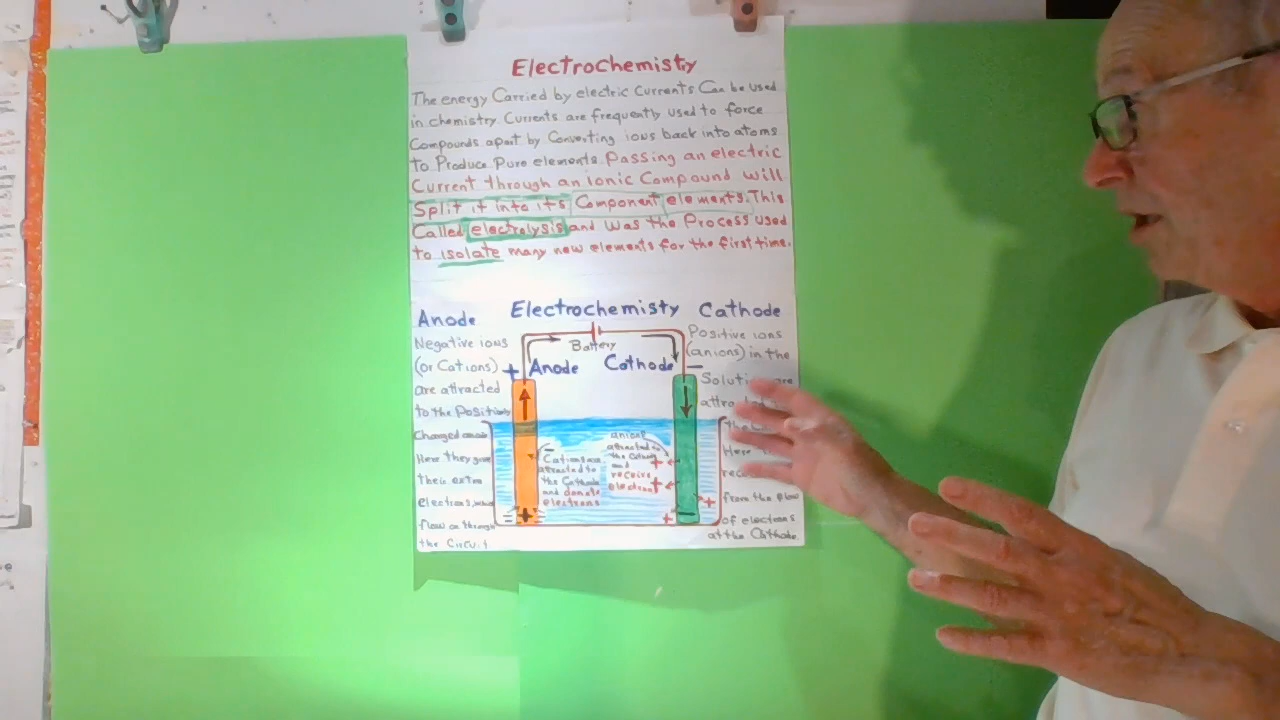 Electrochemisty
The energy Carried by electric Currents Can be used
in chemistry. Currents are frequently used to force
Compounds apart by Converting ions back into atoms
to Produce Pure elements. Passing an electric
Current through an ionic Compound will
Split it into its Component elements. This
Called electrolysis and was the Process used
to isolate many new elements for the first time.
Electrochemisty
Anode
Negative ions
(or Cations)
are attracted
to the Positively
Charged anode
Here they give
their extra
electrons, which
flow on through
the Circuit
Cathode
Positive ions
(anions) in the
are
from the flow
of electons
at the Cathode
Battery
+ Anode
Cathode −
−
Cations are
attracted to
the Cathode
and donate
electrons
anions
attracted to
the Cathod
and
receive
electron
+
+
+
+
−
+